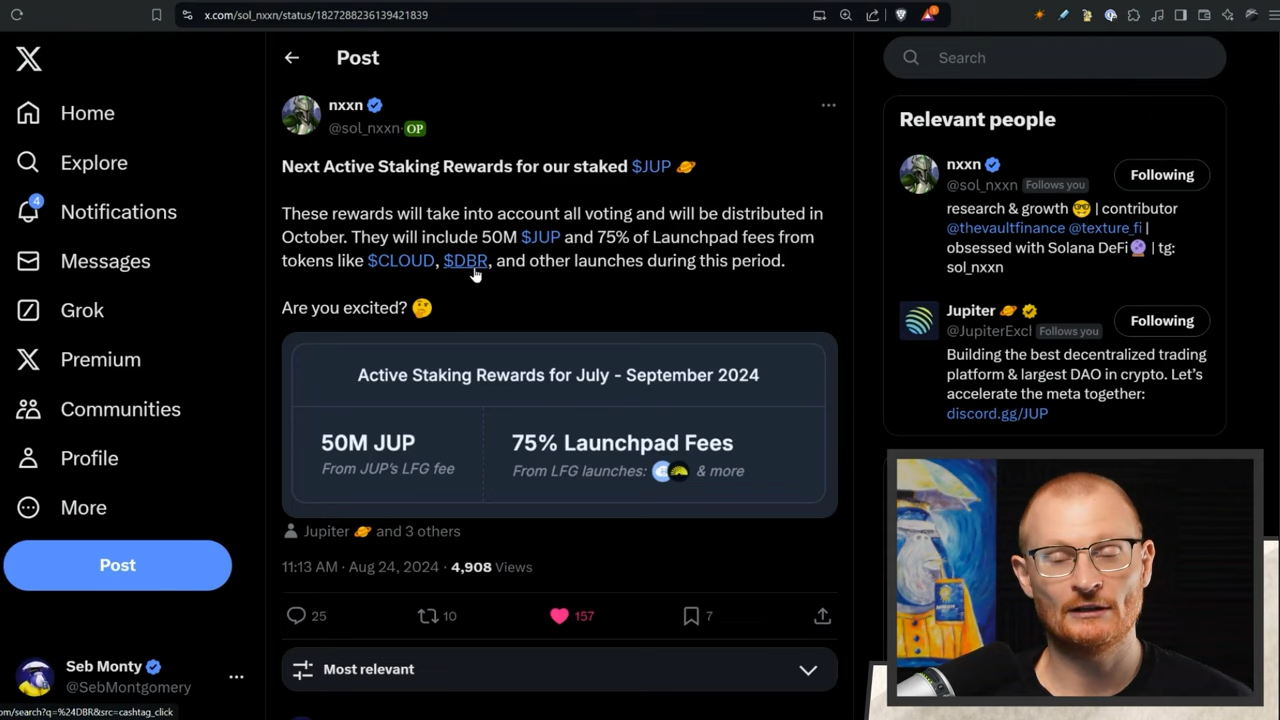 x.com/sol_nxxn/status/1827288236139421839
Post
Search
Home
Explore
4
Notifications
Messages
Grok
Premium
Communities
Profile
More
Post
Seb Monty
@SebMontgomery
om/search?q=%24DBR&src=cashtag_click
nxxn
@sol_nxxn· OP
Next Active Staking Rewards for our staked $JUP 🪐
These rewards will take into account all voting and will be distributed in
October. They will include 50M $JUP and 75% of Launchpad fees from
tokens like $CLOUD, $DBR, and other launches during this period.
Are you excited? 🤔
Active Staking Rewards for July - September 2024
50M JUP
From JUP's LFG fee
75% Launchpad Fees
From LFG launches: & more
Jupiter 🪐 and 3 others
11:13 AM · Aug 24, 2024 · 4,908 Views
25
10
157
7
Most relevant
Relevant people
nxxn
@sol_nxxn Follows you
Following
research & growth 🤓 | contributor
@thevaultfinance @texture_fi |
obsessed with Solana DeFi🔮 | tg:
sol_nxxn
Jupiter 🪐
@JupiterExcl Follows you
Following
Building the best decentralized trading
platform & largest DAO in crypto. Let's
accelerate the meta together:
discord.gg/JUP